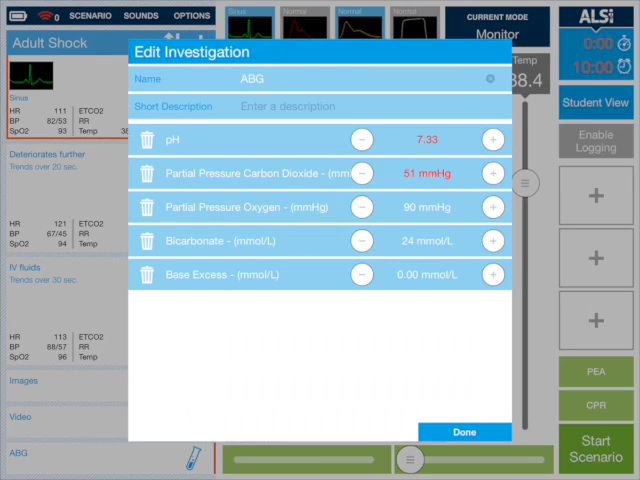 0 SCENARIO SOUNDS OPTIONS
Sinus Normal Normal Normal
CURRENT MODE
Monitor
ALSi
0:00
10:00
Adult Shock
Sinus
HR 111 ETCO2
BP 82/53 RR
SpO2 93 Temp 38
Deteriorates further
Trends over 20 sec.
HR 121 ETCO2
BP 67/45 RR
SpO2 94 Temp
IV fluids
Trends over 30 sec.
HR 113 ETCO2
BP 88/57 RR
SpO2 96 Temp
Images
Video
ABG
Edit Investigation
Name ABG
Short Description Enter a description
pH 7.33
Partial Pressure Carbon Dioxide - (mm 51 mmHg
Partial Pressure Oxygen - (mmHg) 90 mmHg
Bicarbonate - (mmol/L) 24 mmol/L
Base Excess - (mmol/L) 0.00 mmol/L
Done
Temp
38.4
Student View
Enable
Logging
PEA
CPR
Start
Scenario